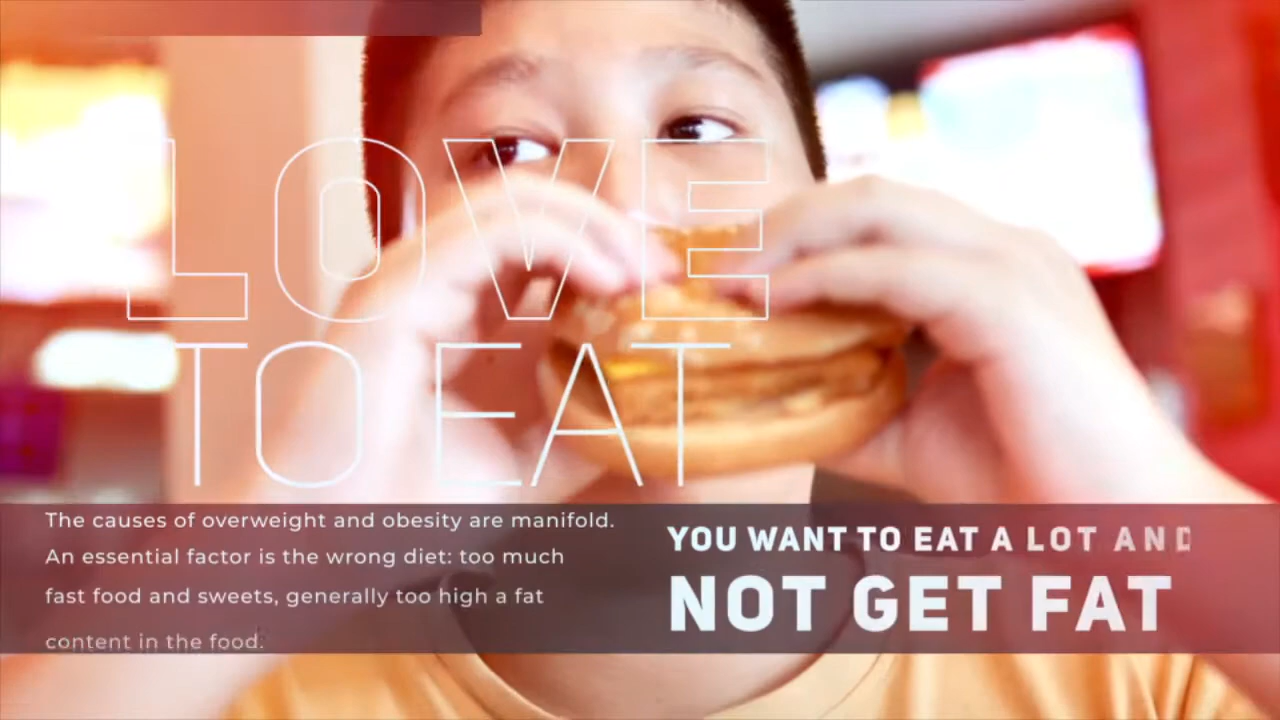 LOVE
TO EAT
The causes of overweight and obesity are manifold.
An essential factor is the wrong diet: too much
fast food and sweets, generally too high a fat
content in the food.
YOU WANT TO EAT A LOT AND
NOT GET FAT